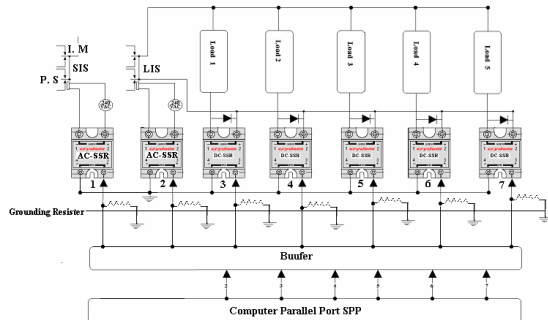 I. M
SIS
P. S
LIS
Load 1
Load 2
Load 3
Load 4
Load 5
AC-SSR
AC-SSR
DC-SSR
DC-SSR
DC-SSR
DC-SSR
DC-SSR
1
2
3
4
5
6
7
Grounding Resister
Buufer
2
3
4
5
6
7
Computer Parallel Port SPP